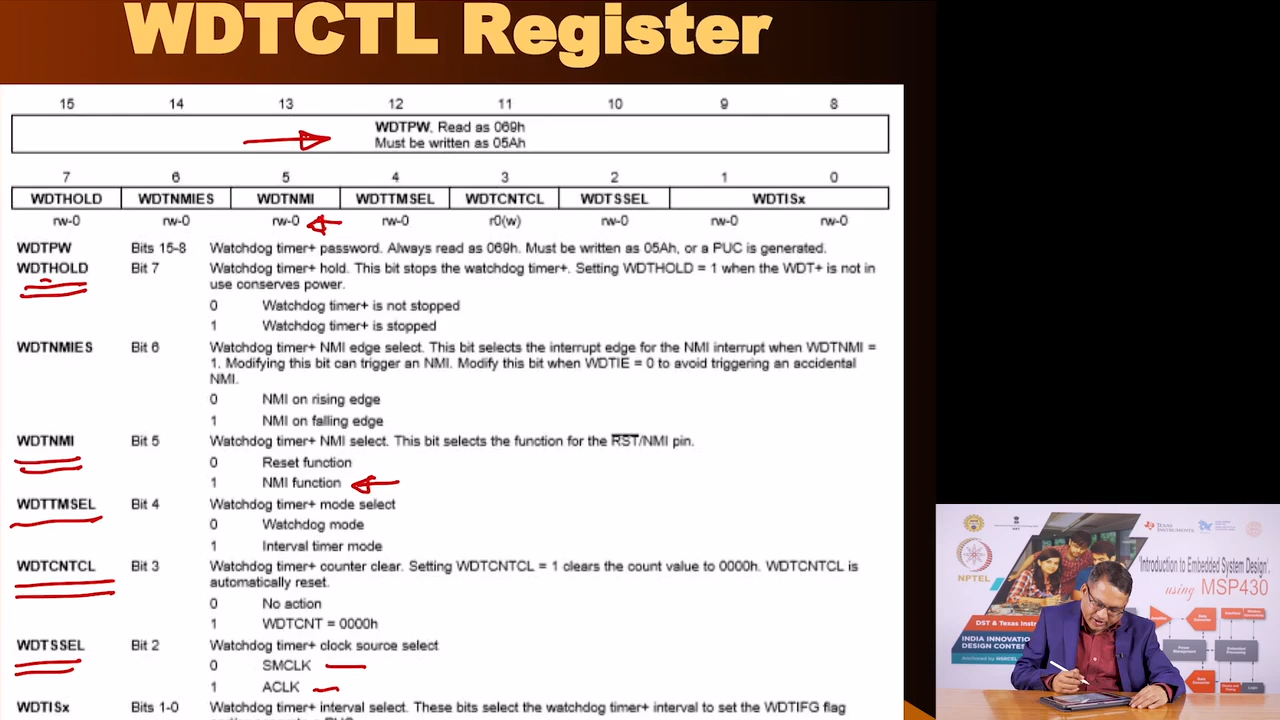 WDTCTL Register
15 14 13 12 11 10 9 8
WDTPW, Read as 069h
Must be written as 05Ah
7 6 5 4 3 2 1 0
WDTHOLD WDTNMIES WDTNMI WDTTMSEL WDTCNTCL WDTSSEL WDTISx
rw-0 rw-0 rw-0 rw-0 r0(w) rw-0 rw-0 rw-0
WDTPW Bits 15-8 Watchdog timer+ password. Always read as 069h. Must be written as 05Ah, or a PUC is generated.
WDTHOLD Bit 7 Watchdog timer+ hold. This bit stops the watchdog timer+. Setting WDTHOLD = 1 when the WDT+ is not in
use conserves power.
0 Watchdog timer+ is not stopped
1 Watchdog timer+ is stopped
WDTNMIES Bit 6 Watchdog timer+ NMI edge select. This bit selects the interrupt edge for the NMI interrupt when WDTNMI =
1. Modifying this bit can trigger an NMI. Modify this bit when WDTIE = 0 to avoid triggering an accidental
NMI.
0 NMI on rising edge
1 NMI on falling edge
WDTNMI Bit 5 Watchdog timer+ NMI select. This bit selects the function for the RST/NMI pin.
0 Reset function
1 NMI function
WDTTMSEL Bit 4 Watchdog timer+ mode select
0 Watchdog mode
1 Interval timer mode
WDTCNTCL Bit 3 Watchdog timer+ counter clear. Setting WDTCNTCL = 1 clears the count value to 0000h. WDTCNTCL is
automatically reset.
0 No action
1 WDTCNT = 0000h
WDTSSEL Bit 2 Watchdog timer+ clock source select
0 SMCLK
1 ACLK
WDTISx Bits 1-0 Watchdog timer+ interval select. These bits select the watchdog timer+ interval to set the WDTIFG flag
TEXAS INSTRUMENTS
NPTEL
'Introduction to Embedded System Design'
using MSP430
DST & Texas Instr
INDIA INNOVATIO
DESIGN CONTES